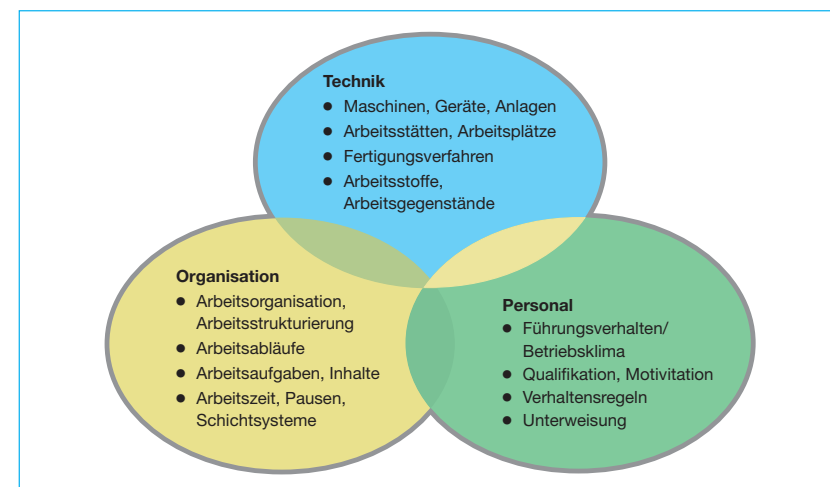 Technik
● Maschinen, Geräte, Anlagen
● Arbeitsstätten, Arbeitsplätze
● Fertigungsverfahren
● Arbeitsstoffe,
Arbeitsgegenstände
Organisation
● Arbeitsorganisation,
Arbeitsstrukturierung
● Arbeitsabläufe
● Arbeitsaufgaben, Inhalte
● Arbeitszeit, Pausen,
Schichtsysteme
Personal
● Führungsverhalten/
Betriebsklima
● Qualifikation, Motivitation
● Verhaltensregeln
● Unterweisung